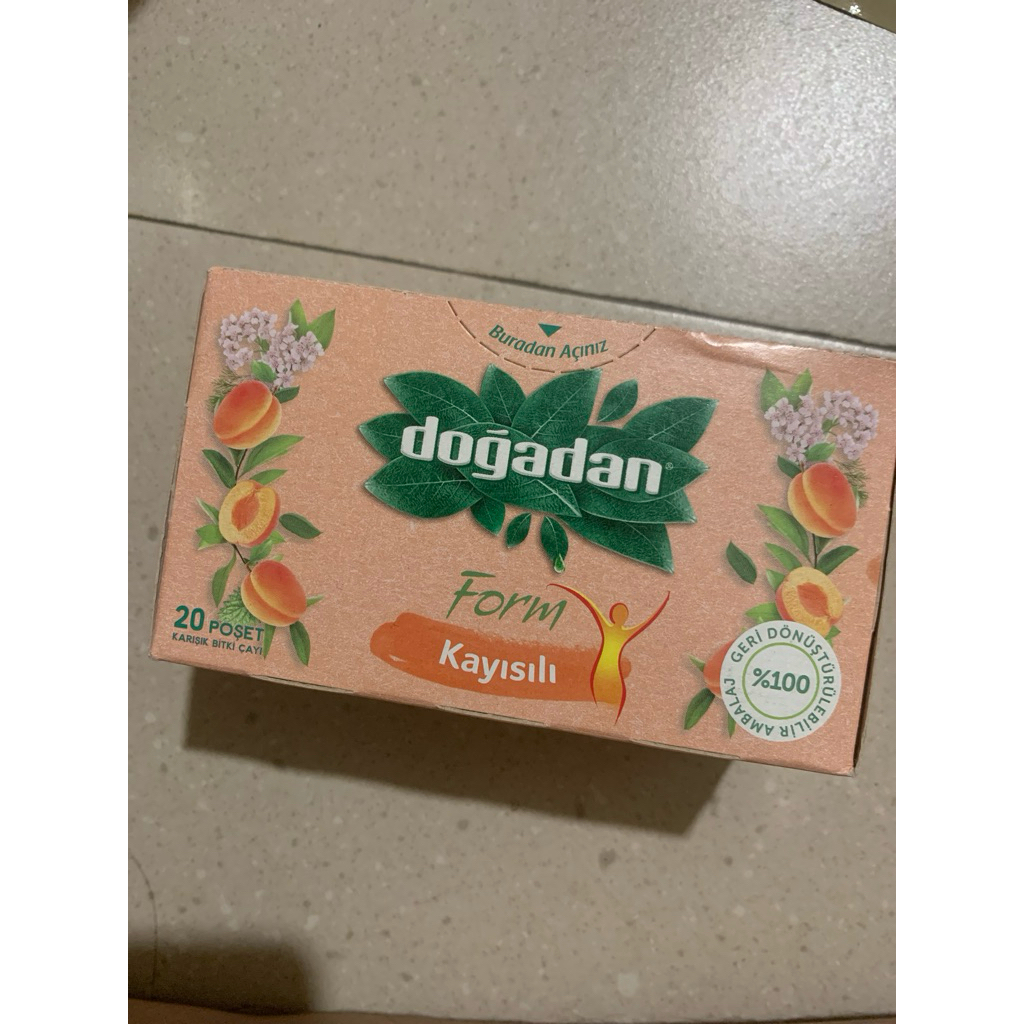 Buradan Açınız
doğadan®
Form
Kayısılı
20 POŞET
KARIŞIK BİTKİ ÇAYI
GERİ DÖNÜŞTÜRÜLEBİLİR AMBALAJ
%100